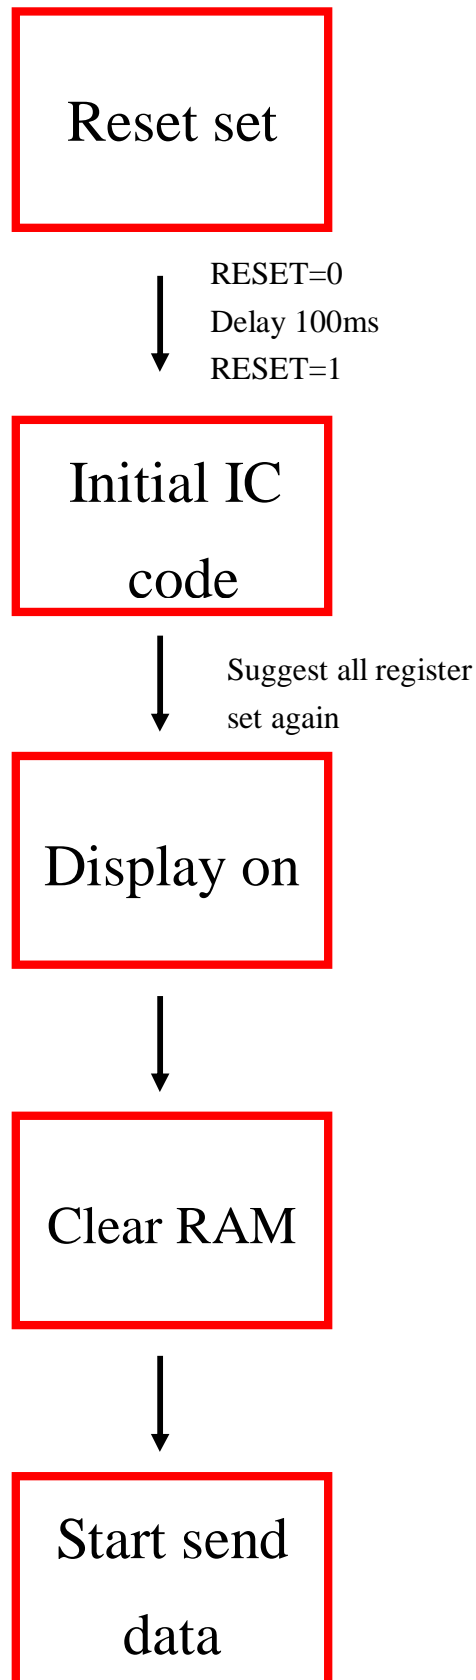 Reset set
RESET=0
Delay 100ms
RESET=1
Initial IC
code
Suggest all register
set again
Display on
Clear RAM
Start send
data